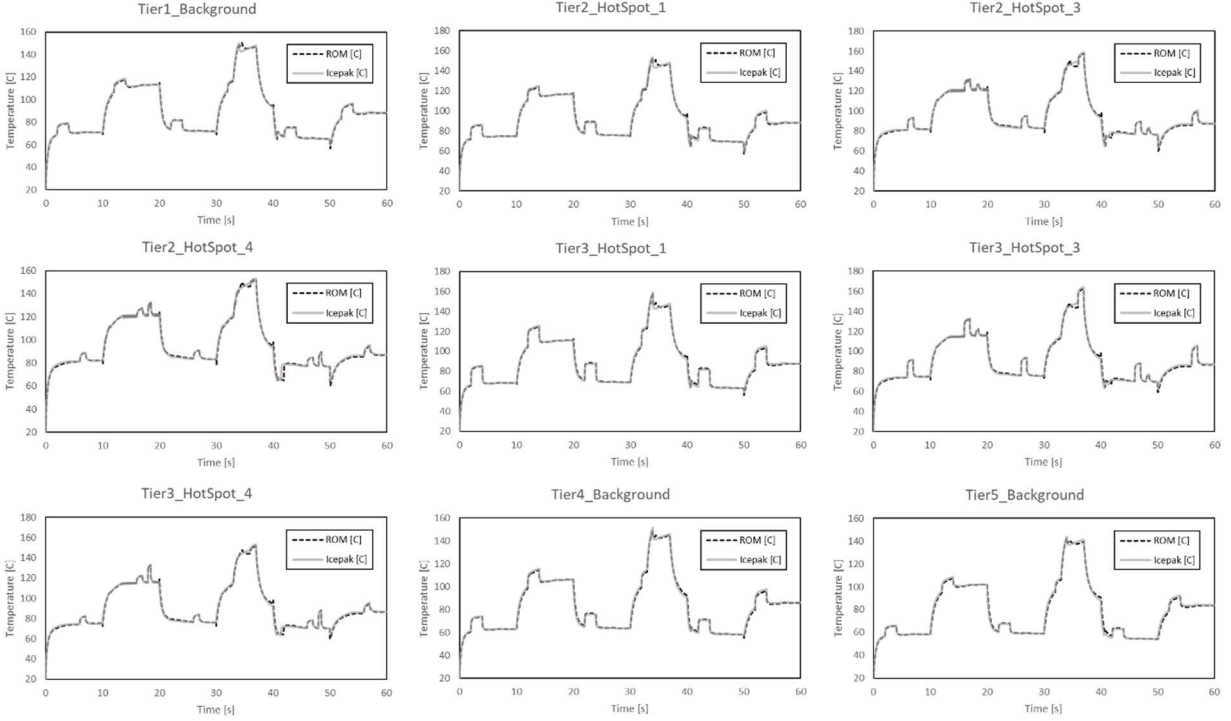 Tier1_Background
Temperature [C]
160
140
120
100
80
60
40
20
0 10 20 30 40 50 60
Time [s]
ROM [C]
Icepak [C]
Tier2_HotSpot_1
Temperature [C]
180
160
140
120
100
80
60
40
20
0 10 20 30 40 50 60
Time [s]
ROM [C]
Icepak [C]
Tier2_HotSpot_3
Temperature [C]
180
160
140
120
100
80
60
40
20
0 10 20 30 40 50 60
Time [s]
ROM [C]
Icepak [C]
Tier2_HotSpot_4
Temperature [C]
160
140
120
100
80
60
40
20
0 10 20 30 40 50 60
Time [s]
ROM [C]
Icepak [C]
Tier3_HotSpot_1
Temperature [C]
180
160
140
120
100
80
60
40
20
0 10 20 30 40 50 60
Time [s]
ROM [C]
Icepak [C]
Tier3_HotSpot_3
Temperature [C]
180
160
140
120
100
80
60
40
20
0 10 20 30 40 50 60
Time [s]
ROM [C]
Icepak [C]
Tier3_HotSpot_4
Temperature [C]
180
160
140
120
100
80
60
40
20
0 10 20 30 40 50 60
Time [s]
ROM [C]
Icepak [C]
Tier4_Background
Temperature [C]
160
140
120
100
80
60
40
20
0 10 20 30 40 50 60
Time [s]
ROM [C]
Icepak [C]
Tier5_Background
Temperature [C]
160
140
120
100
80
60
40
20
0 10 20 30 40 50 60
Time [s]
ROM [C]
Icepak [C]